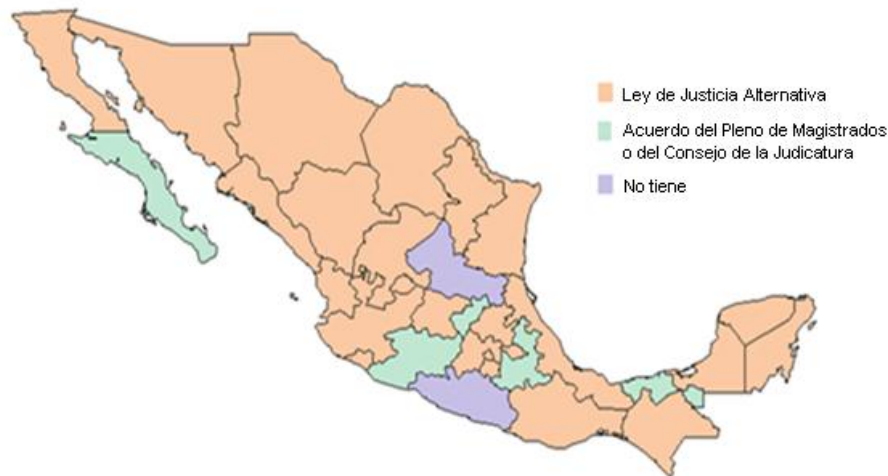 Ley de Justicia Alternativa
Acuerdo del Pleno de Magistrados
o del Consejo de la Judicatura
No tiene